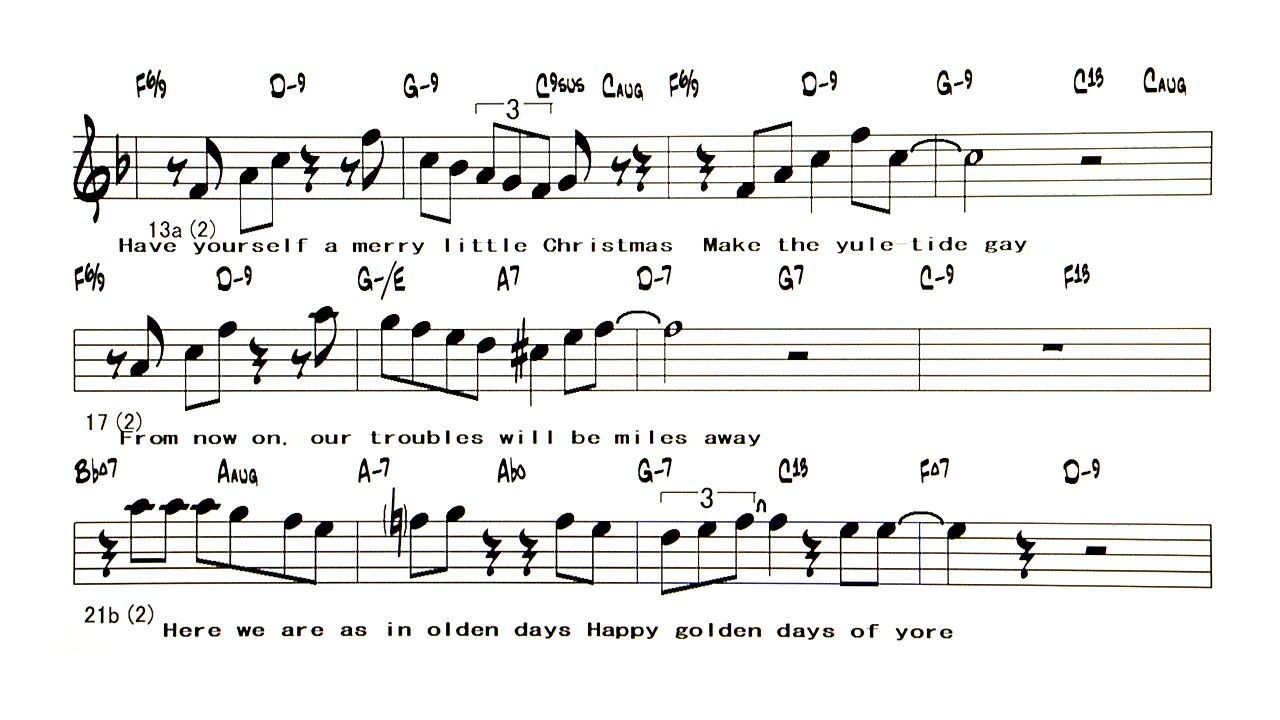 F6/9 D-9 G-9 C9sus Caug F6/9 D-9 G-9 C13 Caug
3
13a (2)
Have yourself a merry little Christmas Make the yule-tide gay
F6/9 D-9 G-/E A7 D-7 G7 C-9 F13
17 (2)
From now on, our troubles will be miles away
Bb△7 Aaug A-7 Abo G-7 C13 F△7 D-9
3
21b (2)
Here we are as in olden days Happy golden days of yore